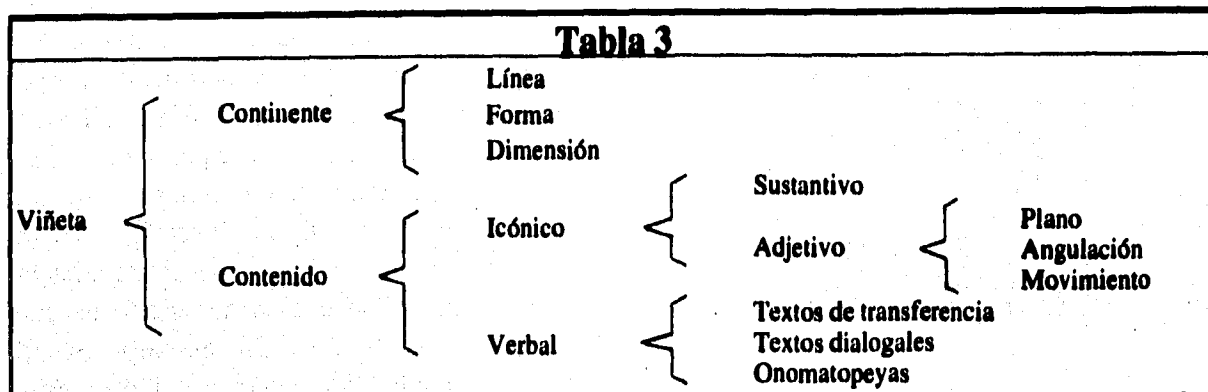 Tabla 3
Viñeta
Continente
Línea
Forma
Dimensión
Contenido
Icónico
Sustantivo
Adjetivo
Plano
Angulación
Movimiento
Verbal
Textos de transferencia
Textos dialogales
Onomatopeyas